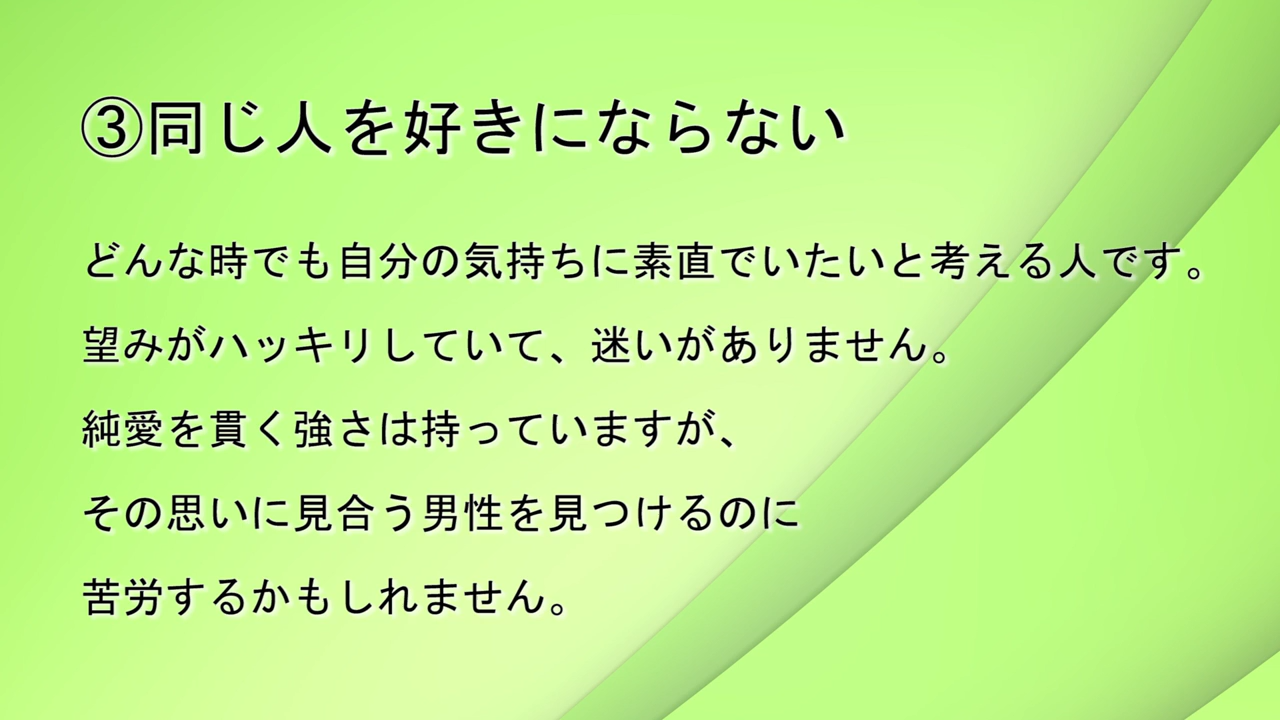 ③同じ人を好きにならない
どんな時でも自分の気持ちに素直でいたいと考える人です。
望みがハッキリしていて、迷いがありません。
純愛を貫く強さは持っていますが、
その思いに見合う男性を見つけるのに
苦労するかもしれません。